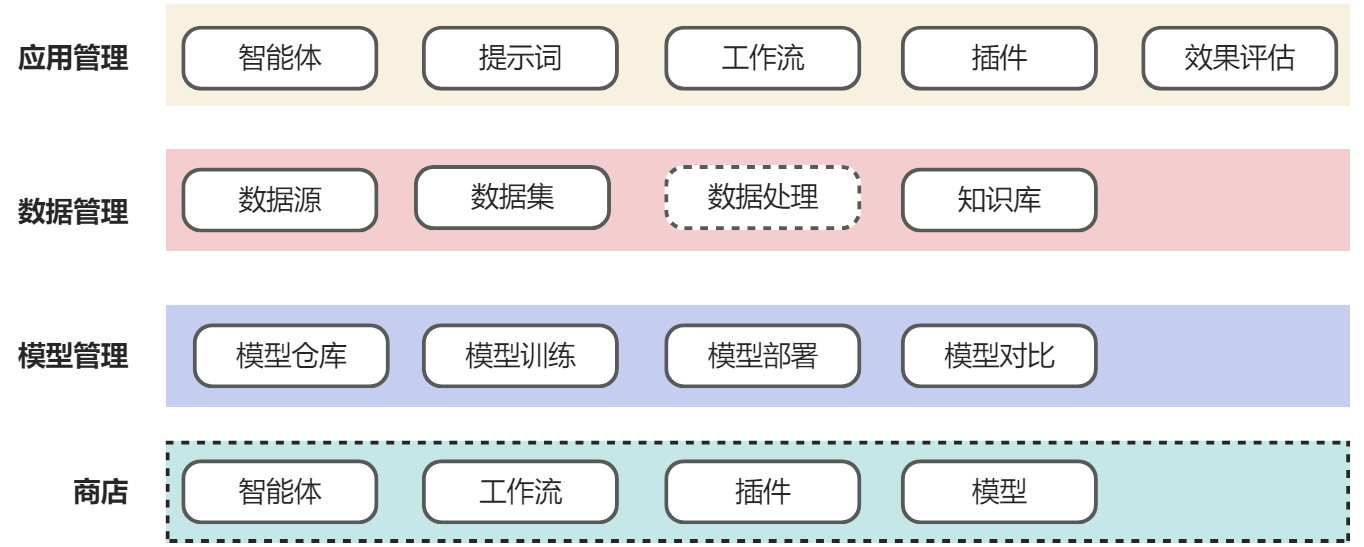 应用管理
智能体
提示词
工作流
插件
效果评估
数据管理
数据源
数据集
数据处理
知识库
模型管理
模型仓库
模型训练
模型部署
模型对比
商店
智能体
工作流
插件
模型